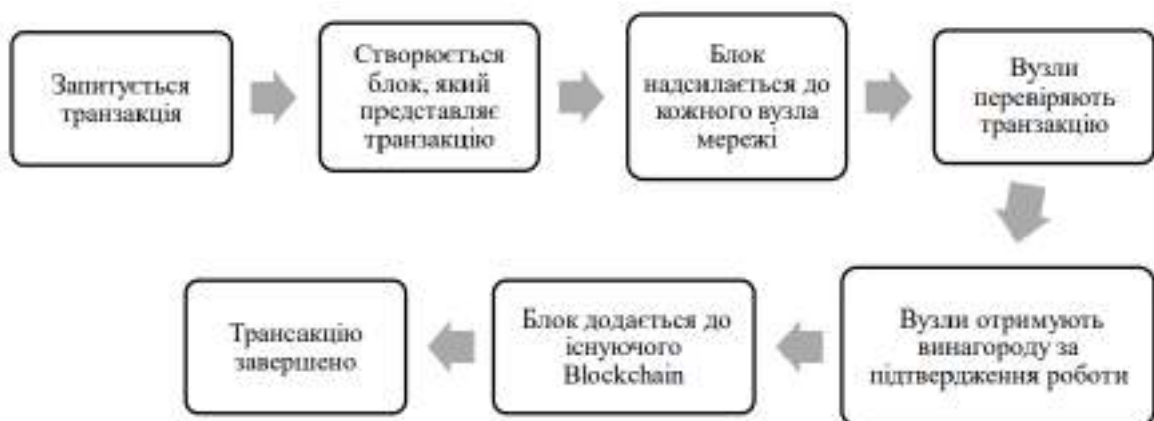 Запитується
транзакція
Створюється
блок, який
представляє
транзакцію
Блок
надсилається до
кожного вузла
мережі
Вузли
перевіряють
транзакцію
Вузли отримують
винагороду за
підтвердження роботи
Блок додається до
існуючого
Blockchain
Трансакцію
завершено